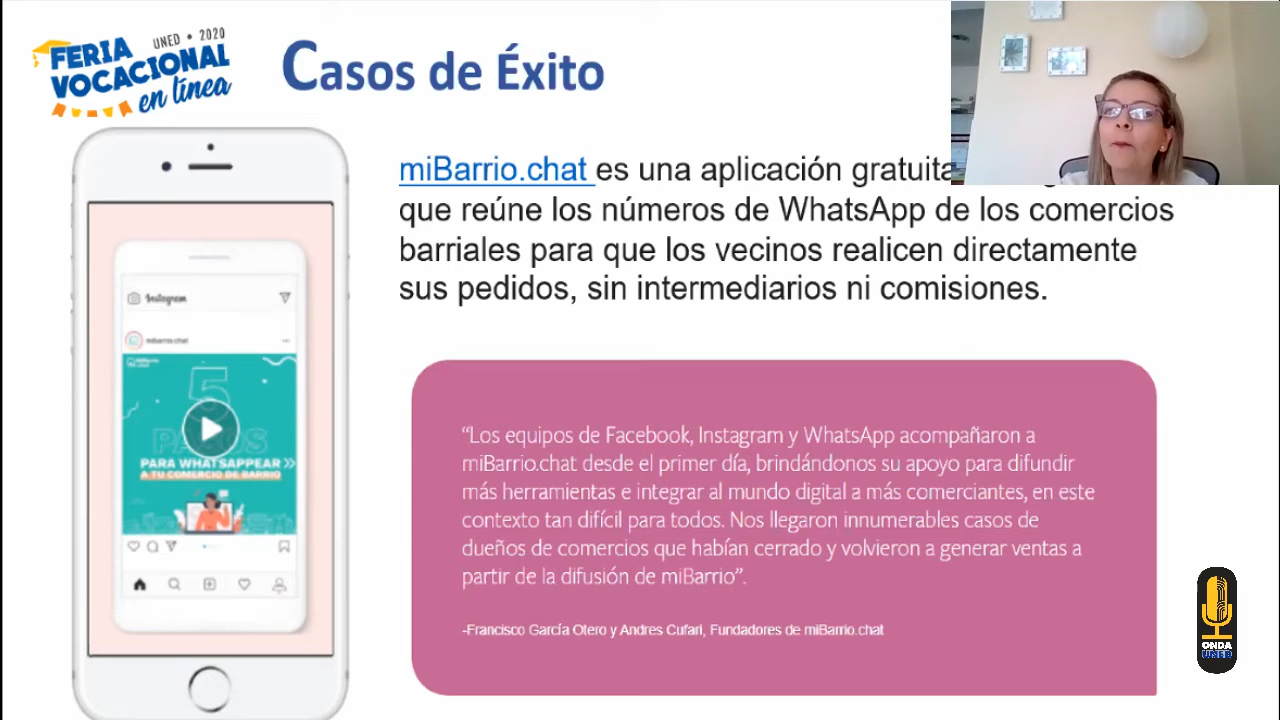 FERIA
VOCACIONAL
en línea
UNED • 2020
Casos de Éxito
miBarrio.chat es una aplicación gratuita
que reúne los números de WhatsApp de los comercios
barriales para que los vecinos realicen directamente
sus pedidos, sin intermediarios ni comisiones.
Instagram
mibarrio.chat
5
PASOS
PARA WHATSAPPEAR
A TU COMERCIO DE BARRIO
“Los equipos de Facebook, Instagram y WhatsApp acompañaron a
miBarrio.chat desde el primer día, brindándonos su apoyo para difundir
más herramientas e integrar al mundo digital a más comerciantes, en este
contexto tan difícil para todos. Nos llegaron innumerables casos de
dueños de comercios que habían cerrado y volvieron a generar ventas a
partir de la difusión de miBarrio”.
-Francisco García Otero y Andres Cufari, Fundadores de miBarrio.chat
ONDA
UNED